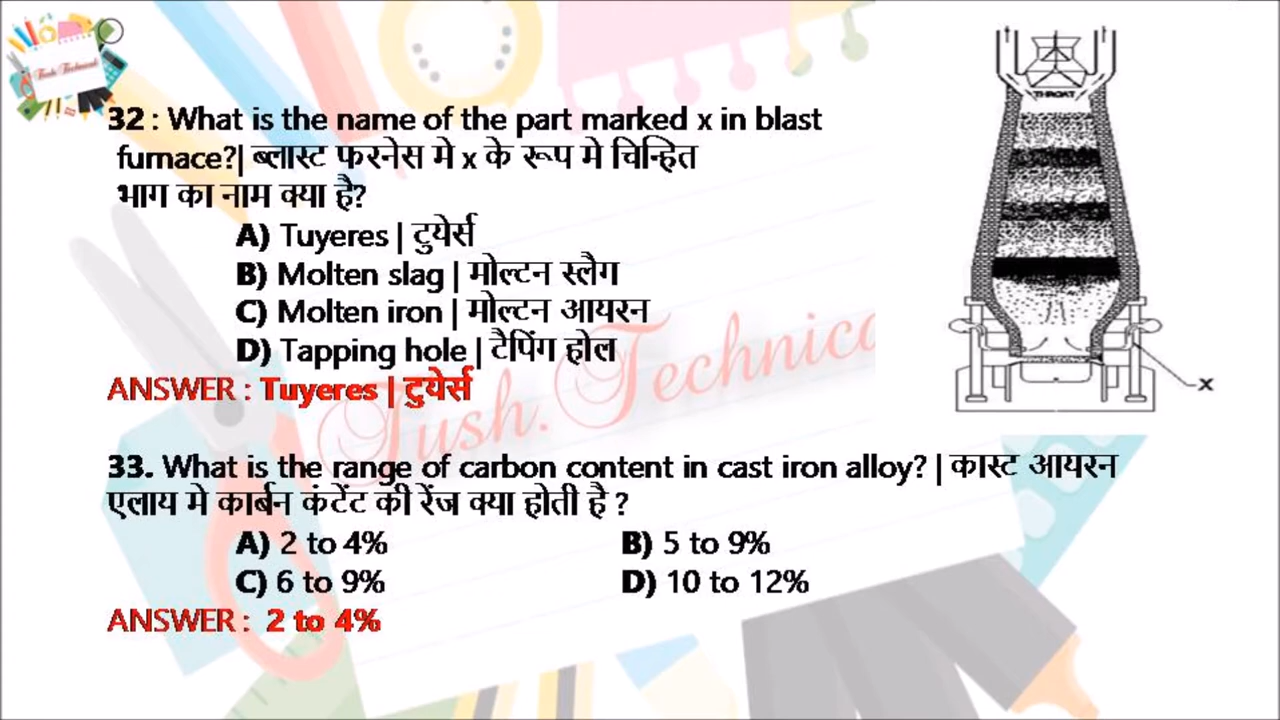 Tush.Technical
THROAT
32 : What is the name of the part marked x in blast
furnace?| ब्लास्ट फरनेस मे x के रूप मे चिन्हित
भाग का नाम क्या है?
A) Tuyeres | टुयेर्स
B) Molten slag | मोल्टन स्लैग
C) Molten iron | मोल्टन आयरन
D) Tapping hole | टैपिंग होल
ANSWER : Tuyeres | टुयेर्स
X
Tush.Technica
33. What is the range of carbon content in cast iron alloy? | कास्ट आयरन
एलाय मे कार्बन कंटेंट की रेंज क्या होती है ?
A) 2 to 4% B) 5 to 9%
C) 6 to 9% D) 10 to 12%
ANSWER : 2 to 4%